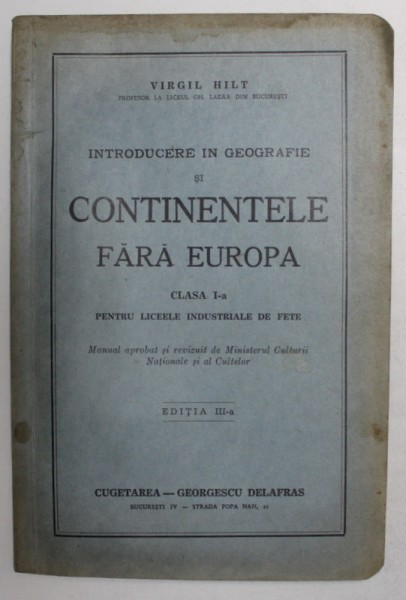 VIRGIL HILT
PROFESOR LA LICEUL GH. LAZĂR DIN BUCUREȘTI
INTRODUCERE IN GEOGRAFIE
ȘI
CONTINENTELE
FĂRĂ EUROPA
CLASA I-a
PENTRU LICEELE INDUSTRIALE DE FETE
Manual aprobat și revizuit de Ministerul Culturii
Naționale și al Cultelor
EDIȚIA III-a
CUGETAREA — GEORGESCU DELAFRAS
BUCUREȘTI IV — STRADA POPA NAN, 21